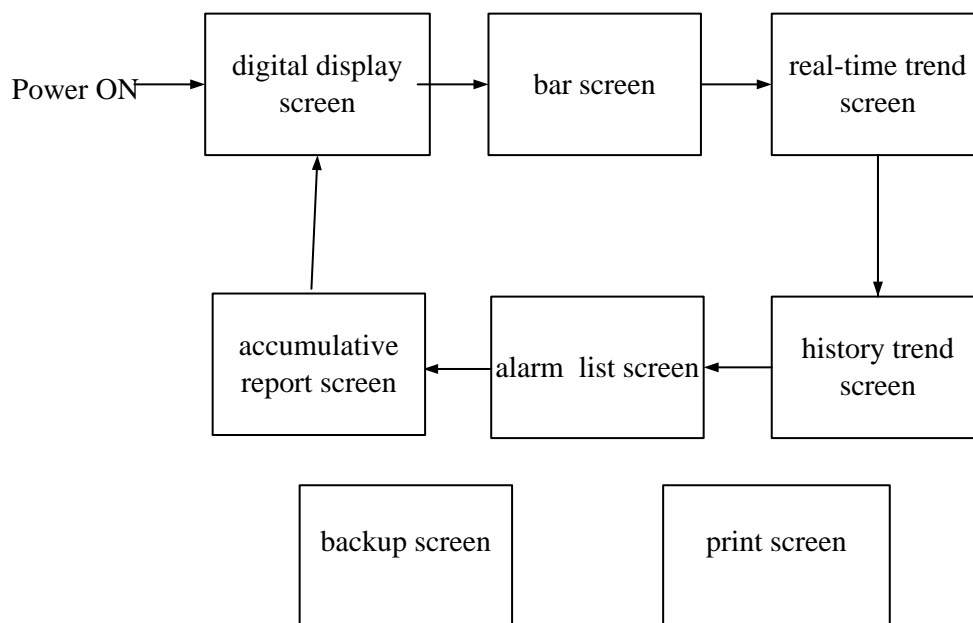 Power ON
digital display
screen
bar screen
real-time trend
screen
accumulative
report screen
alarm list screen
history trend
screen
backup screen
print screen